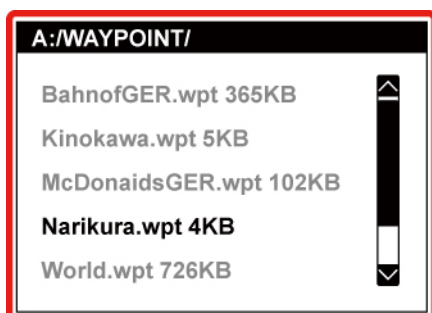 A:/WAYPOINT/
BahnofGER.wpt 365KB
Kinokawa.wpt 5KB
McDonaidsGER.wpt 102KB
Narikura.wpt 4KB
World.wpt 726KB